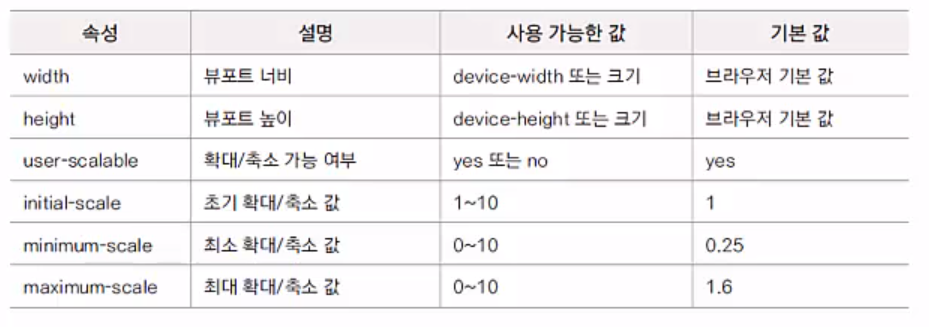 속성 설명 사용 가능한 값 기본 값
width 뷰포트 너비 device-width 또는 크기 브라우저 기본 값
height 뷰포트 높이 device-height 또는 크기 브라우저 기본 값
user-scalable 확대/축소 가능 여부 yes 또는 no yes
initial-scale 초기 확대/축소 값 1~10 1
minimum-scale 최소 확대/축소 값 0~10 0.25
maximum-scale 최대 확대/축소 값 0~10 1.6